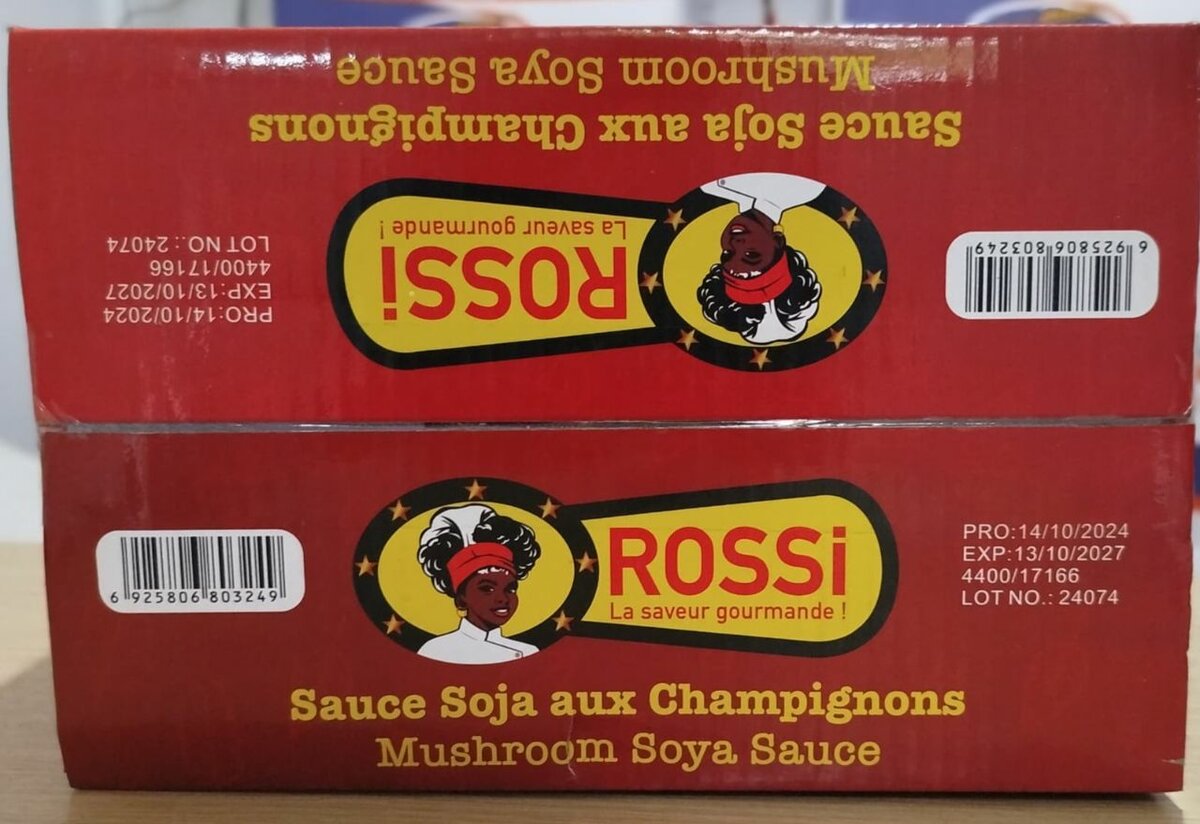 Mushroom Soya Sauce
Sauce Soja aux Champignons
La saveur gourmande !
ROSSi
LOT NO.: 24074
4400/17166
EXP:13/10/2027
PRO:14/10/2024
6 925806 803249
6 925806 803249
ROSSi
La saveur gourmande !
PRO:14/10/2024
EXP:13/10/2027
4400/17166
LOT NO.: 24074
Sauce Soja aux Champignons
Mushroom Soya Sauce